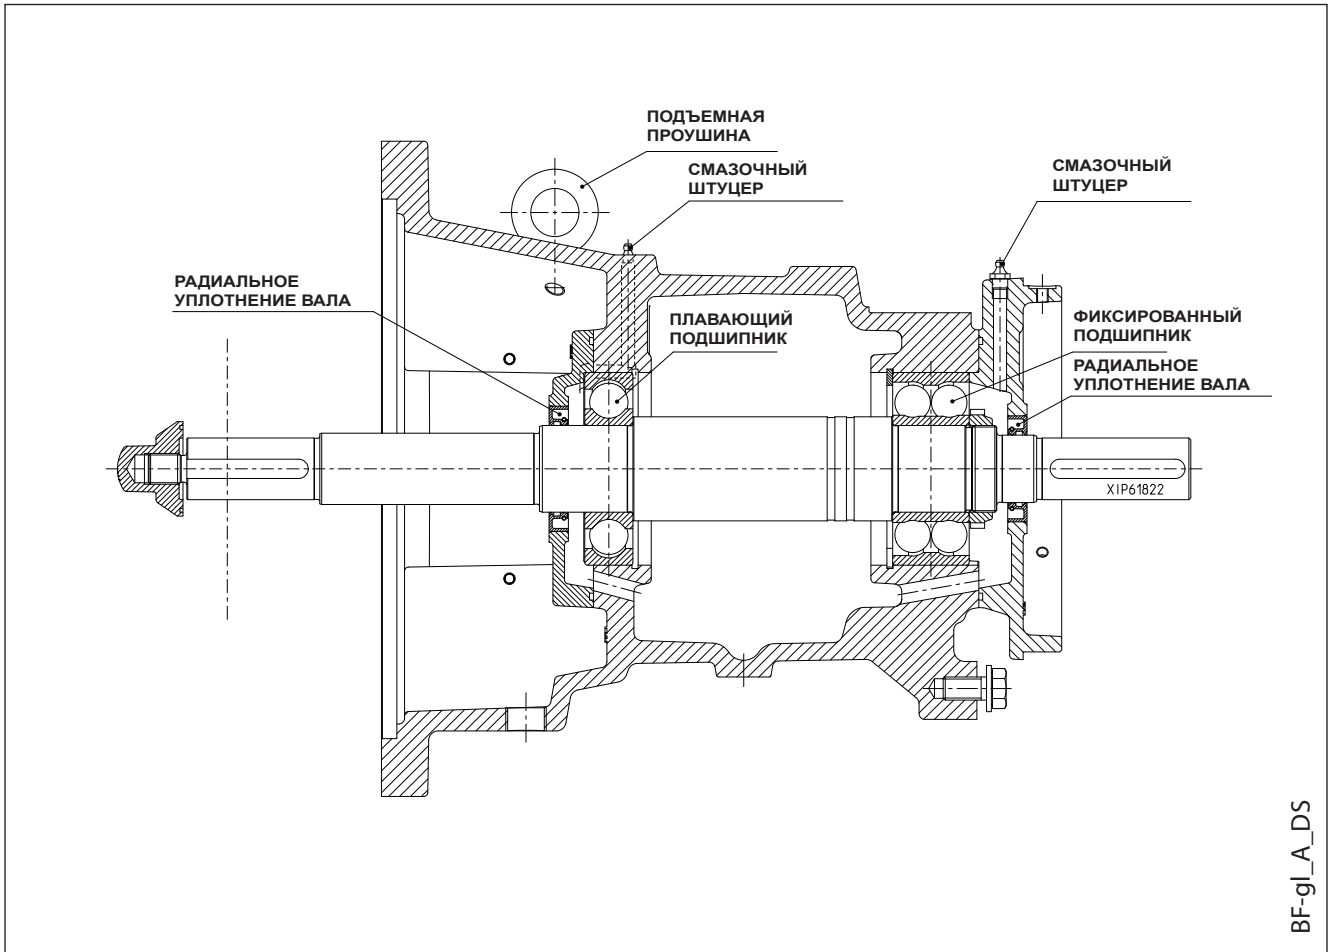 ПОДЪЕМНАЯ
ПРОУШИНА
СМАЗОЧНЫЙ
ШТУЦЕР
СМАЗОЧНЫЙ
ШТУЦЕР
РАДИАЛЬНОЕ
УПЛОТНЕНИЕ ВАЛА
ПЛАВАЮЩИЙ
ПОДШИПНИК
ФИКСИРОВАННЫЙ
ПОДШИПНИК
РАДИАЛЬНОЕ
УПЛОТНЕНИЕ ВАЛА
XIP61822
BF-gl_A_DS